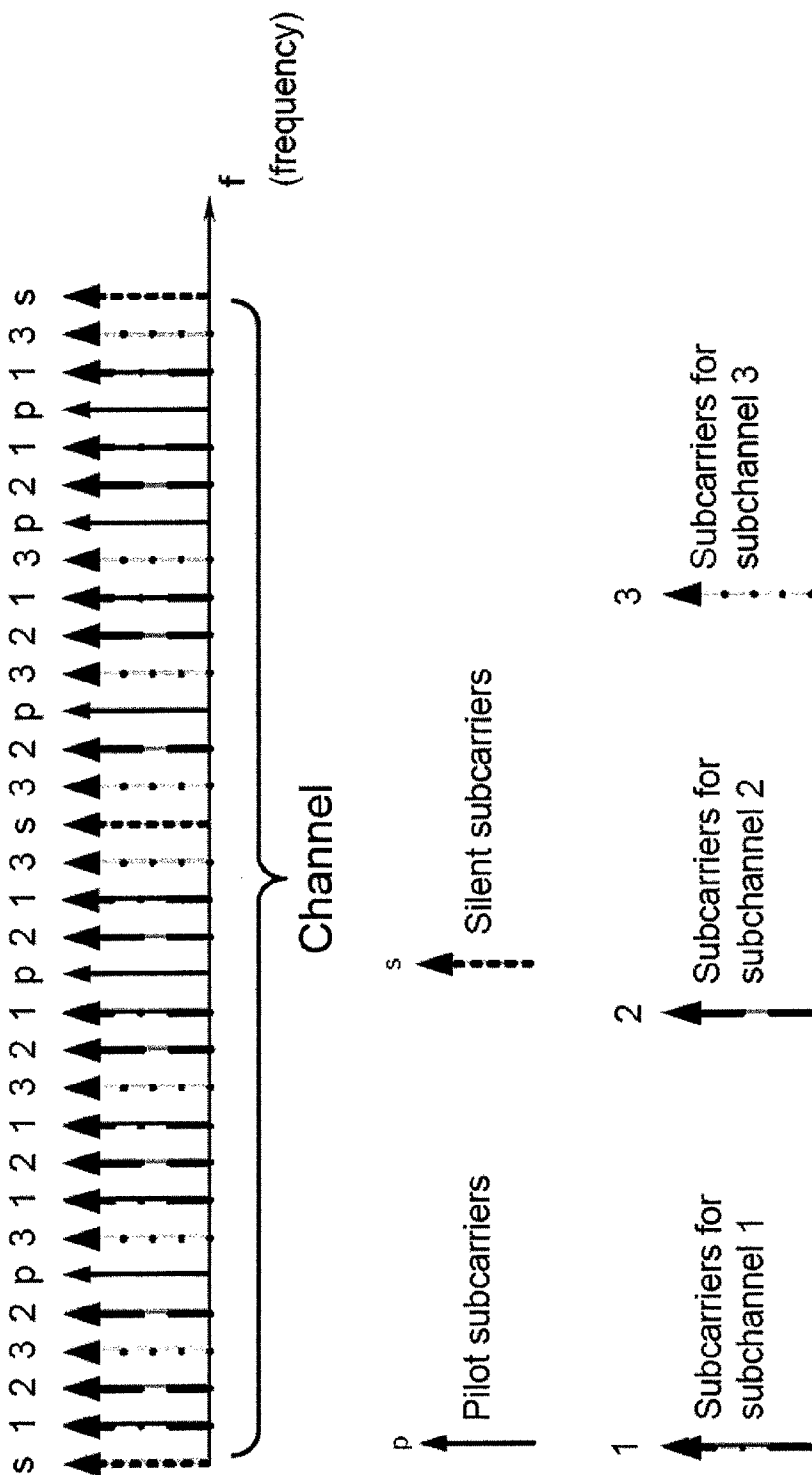 s 1 2 3 2 p 3 1 2 1 3 2 1 p 2 1 3 s 3 2 p 3 2 1 3 p 2 1 p 1 3 s
f
(frequency)
Channel
p
Pilot subcarriers
s
Silent subcarriers
1
Subcarriers for
subchannel 1
2
Subcarriers for
subchannel 2
3
Subcarriers for
subchannel 3